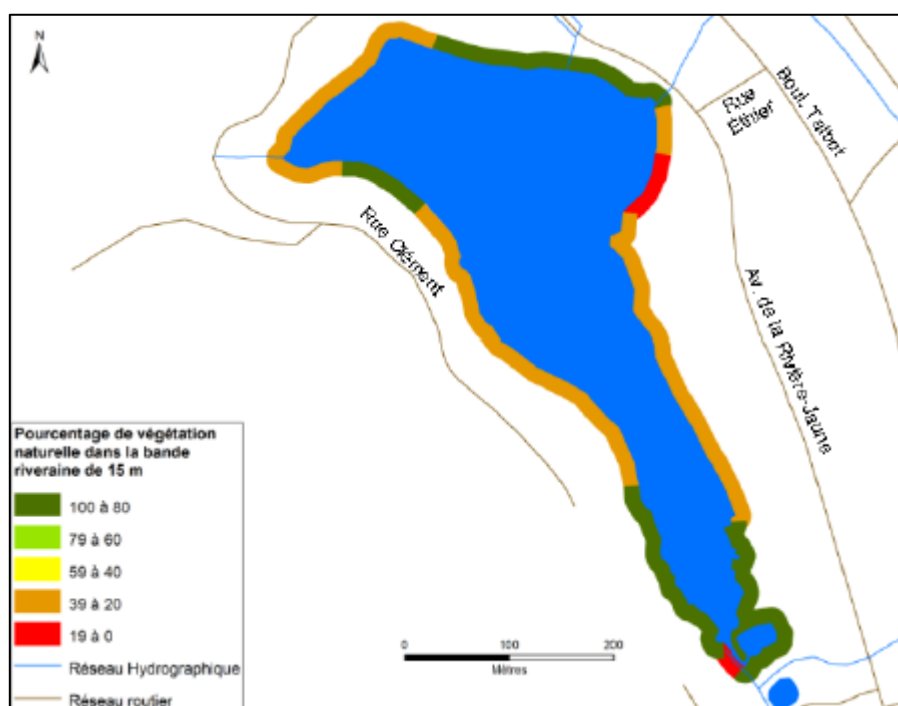 N
Boul. Talbot
Rue
Éthier
Rue Clément
Av. de la Rivière-Jaune
Pourcentage de végétation
naturelle dans la bande
riveraine de 15 m
100 à 80
79 à 60
59 à 40
39 à 20
19 à 0
Réseau Hydrographique
Réseau routier
0 100 200
Mètres